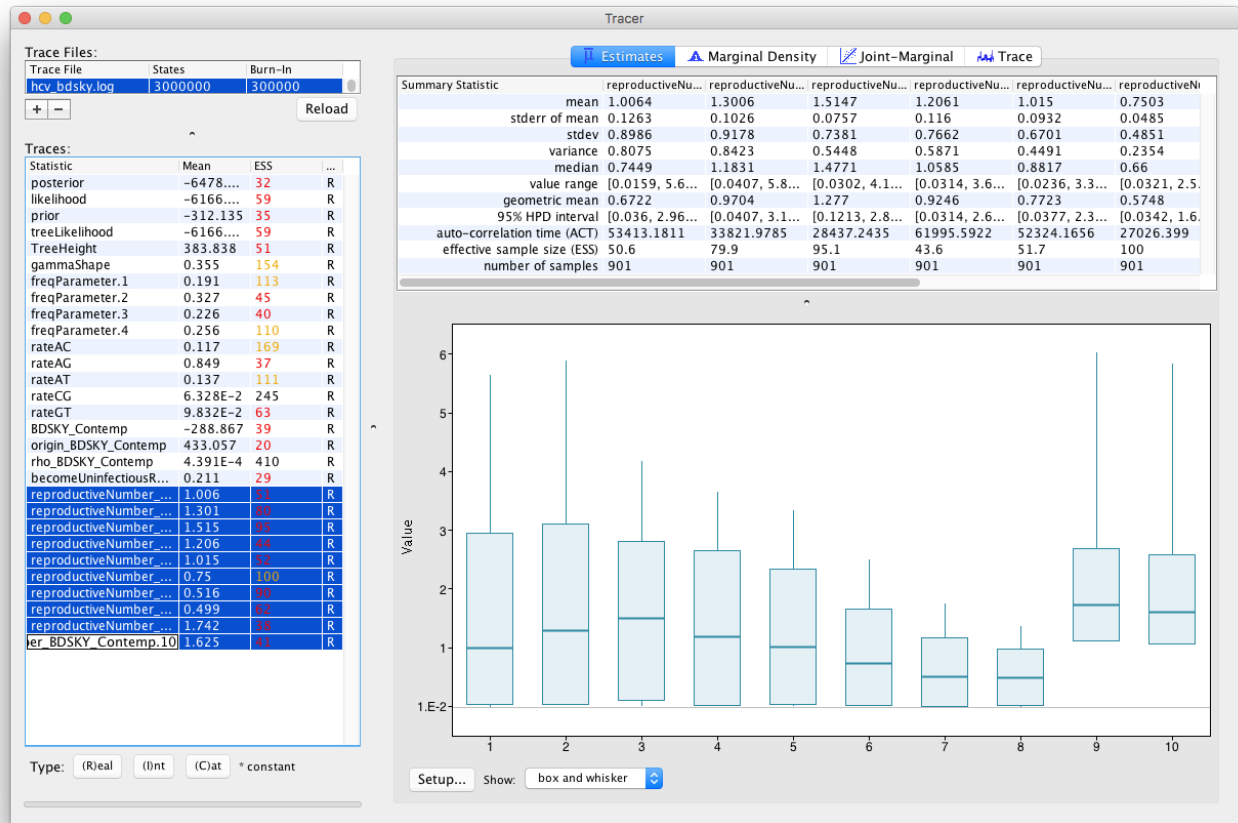 Tracer
Trace Files:
Trace File States Burn-In
hcv_bdsky.log 3000000 300000
+ − Reload
Traces:
Statistic Mean ESS ...
posterior -6478.... 32 R
likelihood -6166.... 59 R
prior -312.135 35 R
treeLikelihood -6166.... 59 R
TreeHeight 383.838 51 R
gammaShape 0.355 154 R
freqParameter.1 0.191 113 R
freqParameter.2 0.327 45 R
freqParameter.3 0.226 40 R
freqParameter.4 0.256 110 R
rateAC 0.117 169 R
rateAG 0.849 37 R
rateAT 0.137 111 R
rateCG 6.328E-2 245 R
rateGT 9.832E-2 63 R
BDSKY_Contemp -288.867 39 R
origin_BDSKY_Contemp 433.057 20 R
rho_BDSKY_Contemp 4.391E-4 410 R
becomeUninfectiousR... 0.211 29 R
reproductiveNumber_... 1.006 51 R
reproductiveNumber_... 1.301 80 R
reproductiveNumber_... 1.515 95 R
reproductiveNumber_... 1.206 44 R
reproductiveNumber_... 1.015 52 R
reproductiveNumber_... 0.75 100 R
reproductiveNumber_... 0.516 90 R
reproductiveNumber_... 0.499 62 R
reproductiveNumber_... 1.742 R
er_BDSKY_Contemp.10 1.625 41 R
Type: (R)eal (I)nt (C)at * constant
Estimates Marginal Density Joint-Marginal Trace
Summary Statistic reproductiveNu... reproductiveNu... reproductiveNu... reproductiveNu... reproductiveNu... reproductiveNu
mean 1.0064 1.3006 1.5147 1.2061 1.015 0.7503
stderr of mean 0.1263 0.1026 0.0757 0.116 0.0932 0.0485
stdev 0.8986 0.9178 0.7381 0.7662 0.6701 0.4851
variance 0.8075 0.8423 0.5448 0.5871 0.4491 0.2354
median 0.7449 1.1831 1.4771 1.0585 0.8817 0.66
value range [0.0159, 5.6... [0.0407, 5.8... [0.0302, 4.1... [0.0314, 3.6... [0.0236, 3.3... [0.0321, 2.5.
geometric mean 0.6722 0.9704 1.277 0.9246 0.7723 0.5748
95% HPD interval [0.036, 2.96... [0.0407, 3.1... [0.1213, 2.8... [0.0314, 2.6... [0.0377, 2.3... [0.0342, 1.6.
auto-correlation time (ACT) 53413.1811 33821.9785 28437.2435 61995.5922 52324.1656 27026.399
effective sample size (ESS) 50.6 79.9 95.1 43.6 51.7 100
number of samples 901 901 901 901 901 901
Value
6
5
4
3
2
1
1.E-2
1 2 3 4 5 6 7 8 9 10
Setup... Show: box and whisker